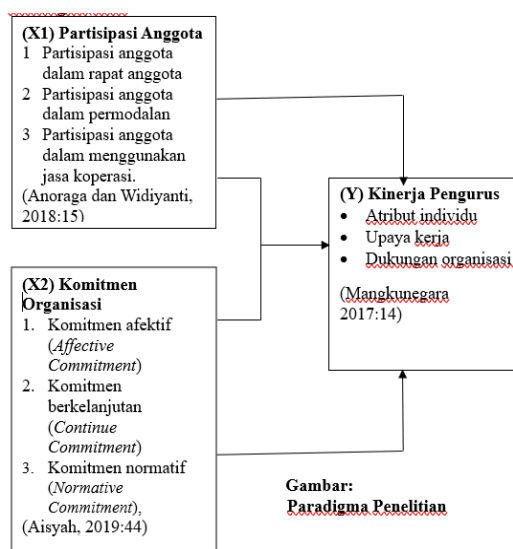 (X1) Partisipasi Anggota
1 Partisipasi anggota
dalam rapat anggota
2 Partisipasi anggota
dalam permodalan
3 Partisipasi anggota
dalam menggunakan
jasa koperasi.
(Anoraga dan Widiyanti,
2018:15)
(X2) Komitmen
Organisasi
1. Komitmen afektif
(Affective
Commitment)
2. Komitmen
berkelanjutan
(Continue
Commitment)
3. Komitmen normatif
(Normative
Commitment),
(Aisyah, 2019:44)
(Y) Kinerja Pengurus
• Atribut individu
• Upaya kerja
• Dukungan organisasi
(Mangkunegara
2017:14)
Gambar:
Paradigma Penelitian